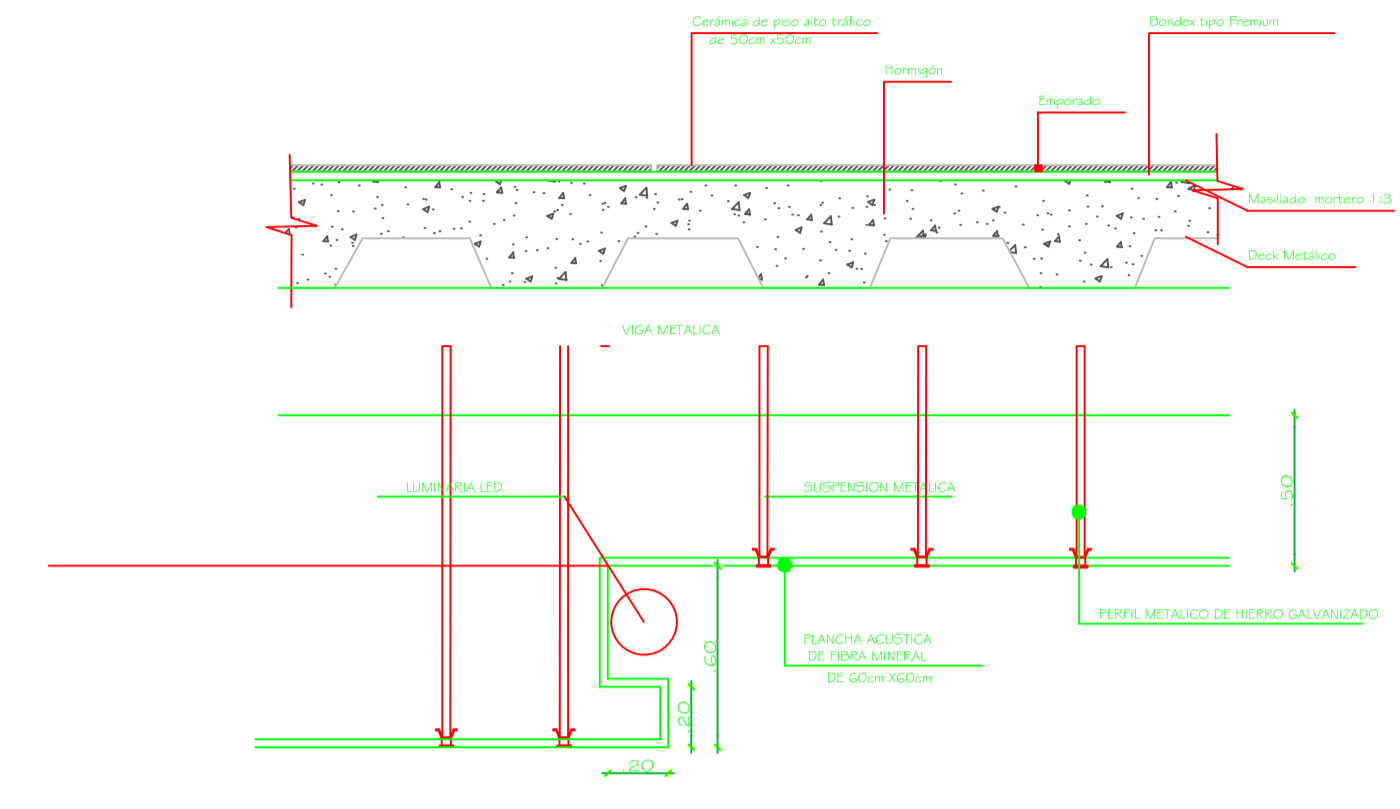 Cerámica de piso alto tráfico
de 50cm x50cm
Bondex tipo Premium
Hormigón
Emporado
Masillado mortero 1:3
Deck Metálico
VIGA METALICA
LUMINARIA LED
SUSPENSION METALICA
.50
PERFIL METALICO DE HIERRO GALVANIZADO
PLANCHA ACUSTICA
DE FIBRA MINERAL
DE 60cm X60cm
.60
.20
.20